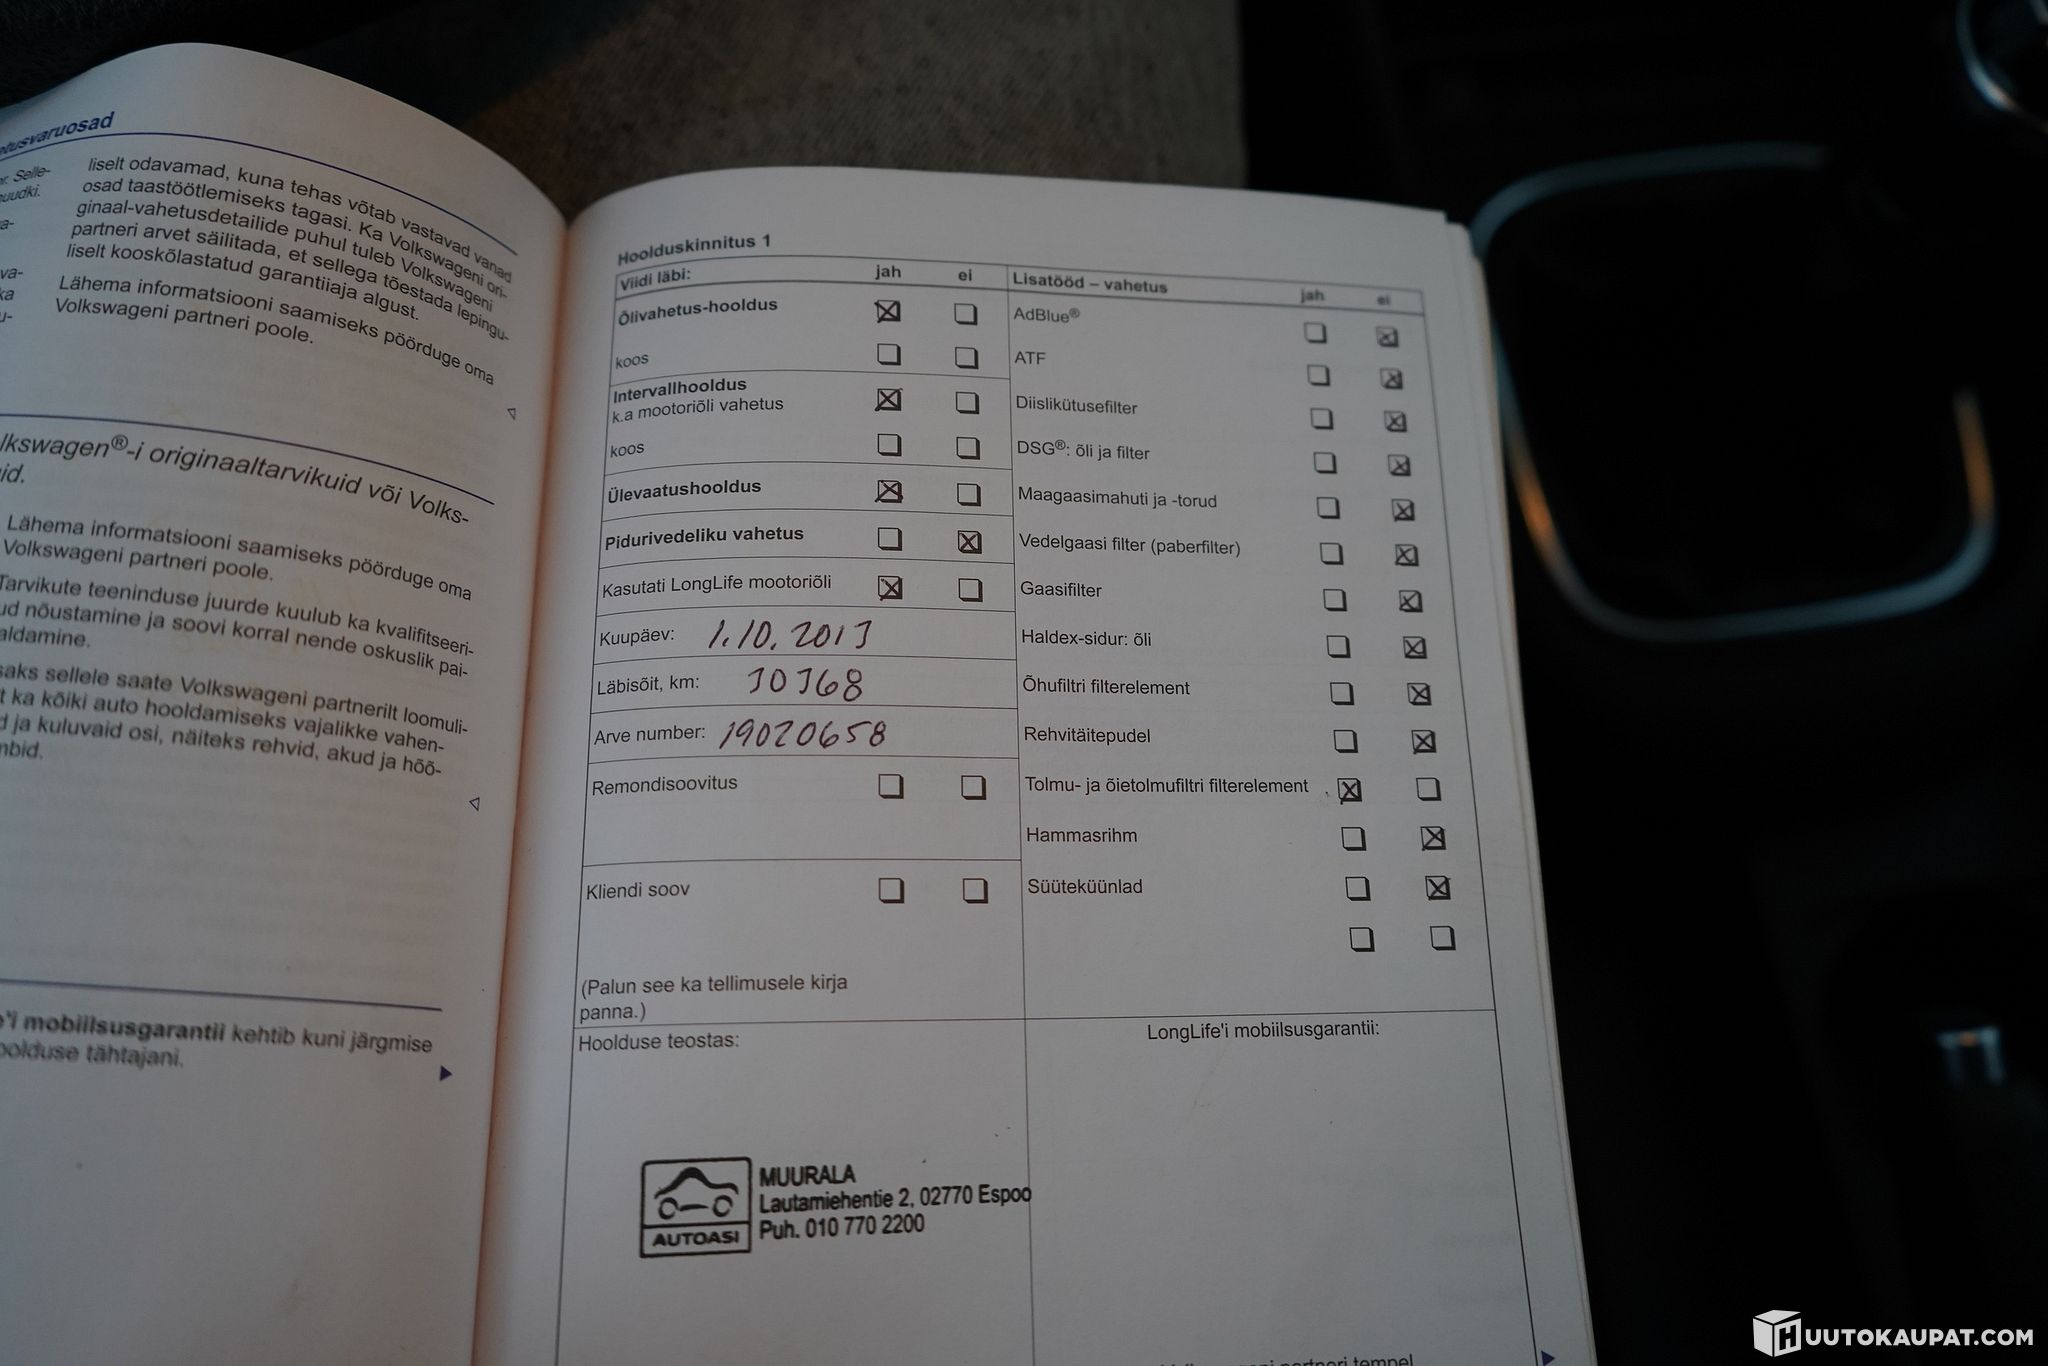 etusvaruosad
liselt odavamad, kuna tehas võtab vastavad vanad
osad taastöötlemiseks tagasi. Ka Volkswageni ori-
ginaal-vahetusdetailide puhul tuleb Volkswageni
partneri arvet säilitada, et sellega tõestada lepingu-
liselt kooskõlastatud garantiiaja algust.
Lähema informatsiooni saamiseks pöörduge oma
Volkswageni partneri poole.
lkswagen®-i originaaltarvikuid või Volks-
id.
Lähema informatsiooni saamiseks pöörduge oma
Volkswageni partneri poole.
Tarvikute teeninduse juurde kuulub ka kvalifitseeri-
ud nõustamine ja soovi korral nende oskuslik pai-
aldamine.
saks sellele saate Volkswageni partnerilt loomuli-
t ka kõiki auto hooldamiseks vajalikke vahen-
d ja kuluvaid osi, näiteks rehvid, akud ja hõõ-
mbid.
e'i mobiilsusgarantii kehtib kuni järgmise
oolduse tähtajani.
Hoolduskinnitus 1
Viidi läbi: jah ei
Õlivahetus-hooldus
koos
Intervallhooldus
k.a mootoriõli vahetus
koos
Ülevaatushooldus
Pidurivedeliku vahetus
Kasutati LongLife mootoriõli
Kuupäev: 1.10.2013
Läbisõit, km: 30368
Arve number: 19020658
Remondisoovitus
Kliendi soov
(Palun see ka tellimusele kirja
panna.)
Hoolduse teostas:
MUURALA
Lautamiehentie 2, 02770 Espoo
Puh. 010 770 2200
AUTOASI
Lisatööd – vahetus jah ei
AdBlue®
ATF
Diislikütusefilter
DSG®: õli ja filter
Maagaasimahuti ja -torud
Vedelgaasi filter (paberfilter)
Gaasifilter
Haldex-sidur: õli
Õhufiltri filterelement
Rehvitäitepudel
Tolmu- ja õietolmufiltri filterelement
Hammasrihm
Süüteküünlad
LongLife'i mobiilsusgarantii:
partneri tempel
HUUTOKAUPAT.COM